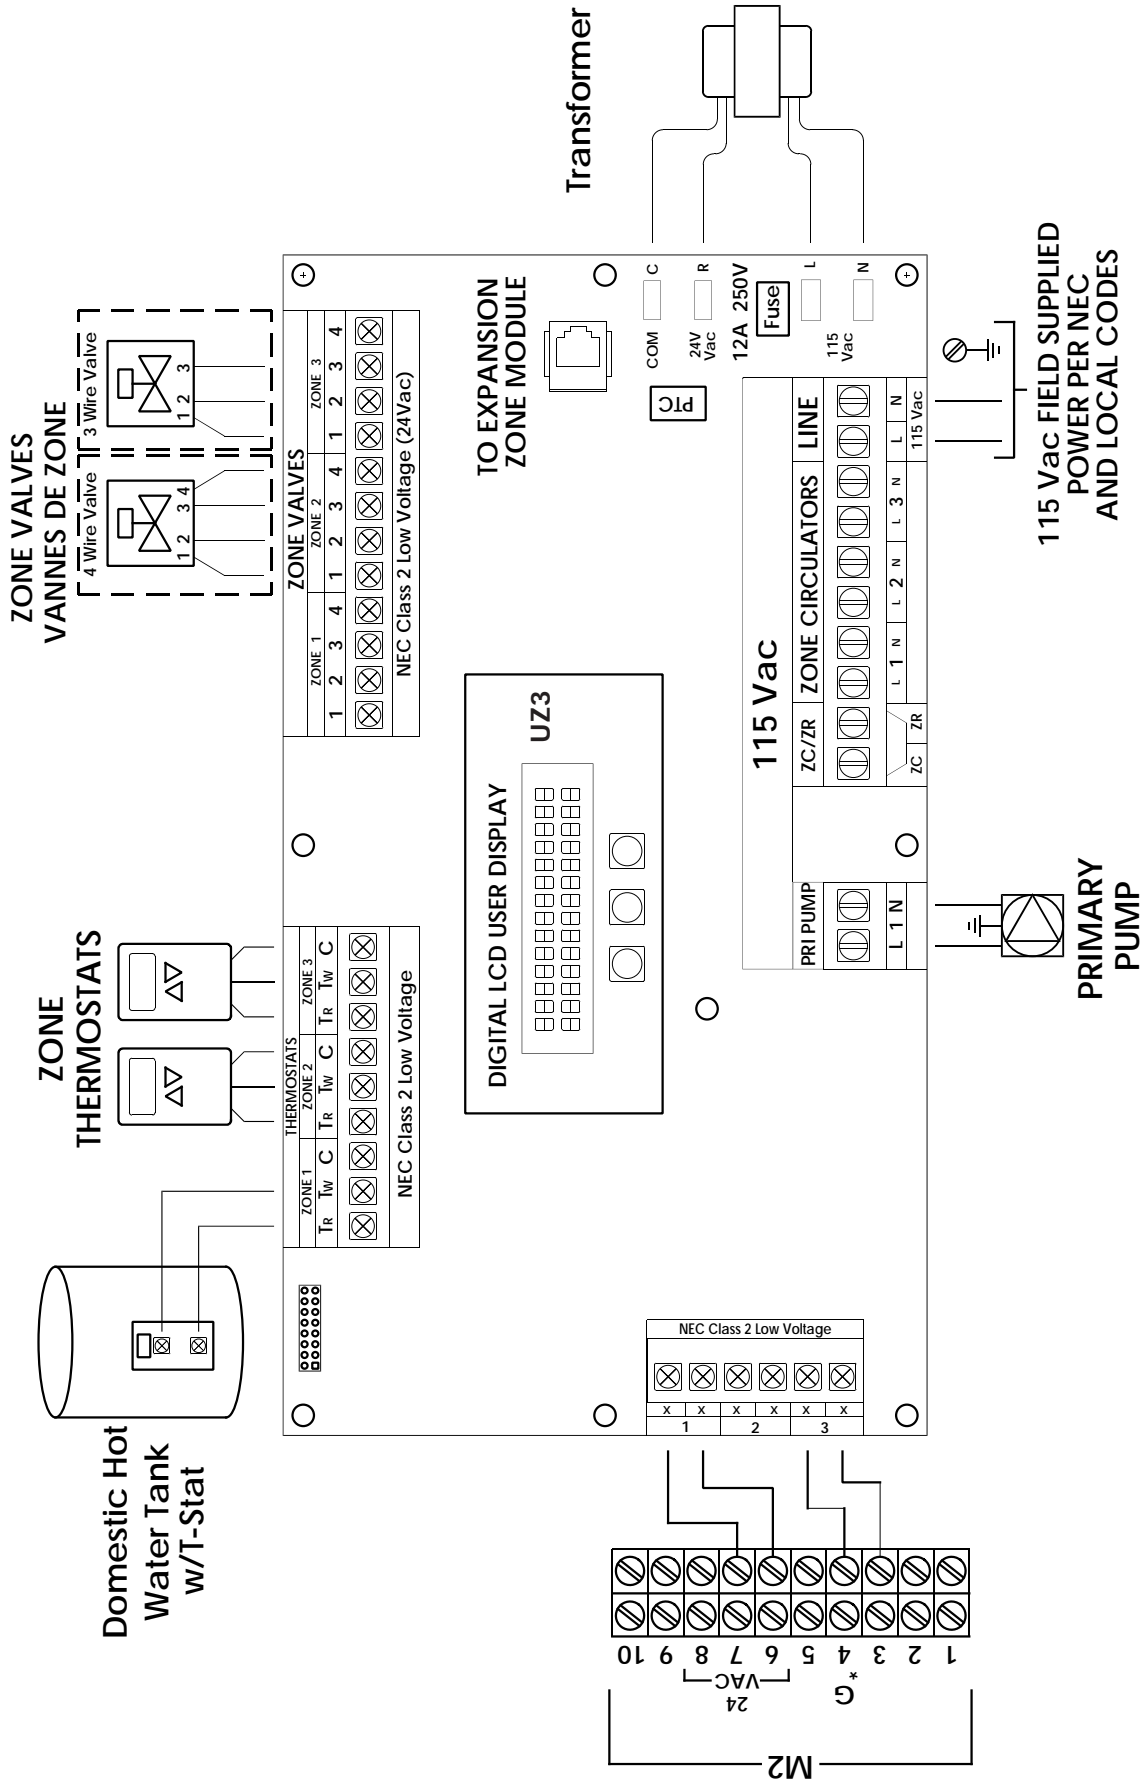 ZONE VALVES
VANNES DE ZONE
4 Wire Valve
1 2 3 4
3 Wire Valve
1 2 3
ZONE
THERMOSTATS
Domestic Hot
Water Tank
w/T-Stat
THERMOSTATS
ZONE 1 ZONE 2 ZONE 3
TR TW C TR TW C TR TW C
NEC Class 2 Low Voltage
ZONE VALVES
ZONE 1 ZONE 2 ZONE 3
1 2 3 4 1 2 3 4 1 2 3 4
NEC Class 2 Low Voltage (24Vac)
TO EXPANSION
ZONE MODULE
Transformer
DIGITAL LCD USER DISPLAY
UZ3
PTC
COM C
24V
Vac R
12A 250V
Fuse
115
Vac L
N
NEC Class 2 Low Voltage
x x x x x x
1 2 3
115 Vac
PRI PUMP ZC/ZR ZONE CIRCULATORS LINE
L 1 N
ZC ZR
L 1 N L 2 N L 3 N
L N
115 Vac
PRIMARY
PUMP
115 Vac FIELD SUPPLIED
POWER PER NEC
AND LOCAL CODES
10 9 8 7 6 5 4 3 2 1
24
VAC
G*
M2